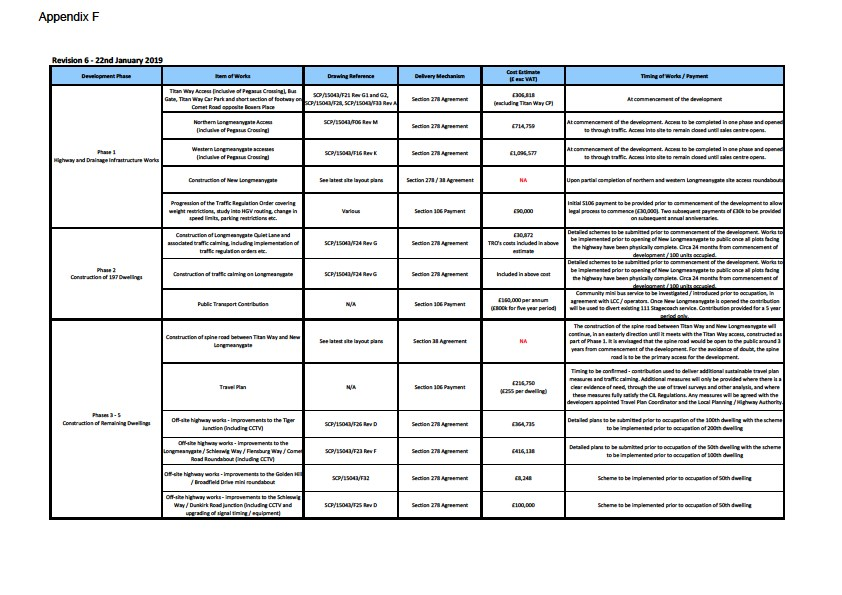 Appendix F
Revision 6 - 22nd January 2019
Development Phase
Item of Works
Drawing Reference
Delivery Mechanism
Cost Estimate
(£ exc VAT)
Timing of Works / Payment
Phase 1
Highway and Drainage Infrastructure Works
Titan Way Access (inclusive of Pegasus Crossing), Bus
Gate, Titan Way Car Park and short section of footway on
Comet Road opposite Boxers Place
SCP/15043/F21 Rev G1 and G2,
SCP/15043/F28, SCP/15043/F33 Rev A
Section 278 Agreement
£306,818
(excluding Titan Way CP)
At commencement of the development
Northern Longmeanygate Access
(inclusive of Pegasus Crossing)
SCP/15043/F06 Rev M
Section 278 Agreement
£714,759
At commencement of the development. Access to be completed in one phase and opened
to through traffic. Access into site to remain closed until sales centre opens.
Western Longmeanygate accesses
(inclusive of Pegasus Crossing)
SCP/15043/F16 Rev K
Section 278 Agreement
£1,096,577
At commencement of the development. Access to be completed in one phase and opened
to through traffic. Access into site to remain closed until sales centre opens.
Construction of New Longmeanygate
See latest site layout plans
Section 278 / 38 Agreement
NA
Upon partial completion of northern and western Longmeanygate site access roundabouts
Progression of the Traffic Regulation Order covering
weight restrictions, study into HGV routing, change in
speed limits, parking restrictions etc.
Various
Section 106 Payment
£90,000
Initial S106 payment to be provided prior to commencement of the development to allow
legal process to commence (£30,000). Two subsequent payments of £30k to be provided
on subsequent annual anniversaries.
Phase 2
Construction of 197 Dwellings
Construction of Longmeanygate Quiet Lane and
associated traffic calming, including implementation of
traffic regulation orders etc.
SCP/15043/F24 Rev G
Section 278 Agreement
£30,872
TRO's costs included in above
estimate
Detailed schemes to be submitted prior to commencement of the development. Works to
be implemented prior to opening of New Longmeanygate to public once all plots facing
the highway have been physically complete. Circa 24 months from commencement of
development / 100 units occupied.
Construction of traffic calming on Longmeanygate
SCP/15043/F24 Rev G
Section 278 Agreement
Included in above cost
Detailed schemes to be submitted prior to commencement of the development. Works to
be implemented prior to opening of New Longmeanygate to public once all plots facing
the highway have been physically complete. Circa 24 months from commencement of
development / 100 units occupied.
Public Transport Contribution
N/A
Section 106 Payment
£160,000 per annum
(£800k for five year period)
Community mini bus service to be investigated / introduced prior to occupation, in
agreement with LCC / operators. Once New Longmeanygate is opened the contribution
will be used to divert existing 111 Stagecoach service. Contribution provided for a 5 year
period only.
Phases 3 - 5
Construction of Remaining Dwellings
Construction of spine road between Titan Way and New
Longmeanygate
See latest site layout plans
Section 38 Agreement
NA
The construction of the spine road between Titan Way and New Longmeanygate will
continue, in an easterly direction until it meets with the Titan Way access, constructed as
part of Phase 1. It is envisaged that the spine road would be open to the public around 3
years from commencement of development. For the avoidance of doubt, the spine
road is to be the primary access for the development.
Travel Plan
N/A
Section 106 Payment
£216,750
(£255 per dwelling)
Timing to be confirmed - contribution used to deliver additional sustainable travel plan
measures and traffic calming. Additional measures will only be provided where there is a
clear evidence of need, through the use of travel surveys and other analysis, and where
these measures fully satisfy the CIL Regulations. Any measures will be agreed with the
developers appointed Travel Plan Coordinator and the Local Planning / Highway Authority.
Off-site highway works - improvements to the Tiger
Junction (including CCTV)
SCP/15043/F26 Rev D
Section 278 Agreement
£364,735
Detailed plans to be submitted prior to occupation of the 100th dwelling with the scheme
to be implemented prior to occupation of 200th dwelling
Off-site highway works - improvements to the
Longmeanygate / Schleswig Way / Flensburg Way / Comet
Road Roundabout (including CCTV)
SCP/15043/F23 Rev F
Section 278 Agreement
£416,138
Detailed plans to be submitted prior to occupation of the 50th dwelling with the scheme
to be implemented prior to occupation of 100th dwelling
Off-site highway works - improvements to the Golden Hill
/ Broadfield Drive mini roundabout
SCP/15043/F32
Section 278 Agreement
£8,248
Scheme to be implemented prior to occupation of 50th dwelling
Off-site highway works - improvements to the Schleswig
Way / Dunkirk Road junction (including CCTV and
upgrading of signal timing / equipment)
SCP/15043/F25 Rev D
Section 278 Agreement
£100,000
Scheme to be implemented prior to occupation of 50th dwelling